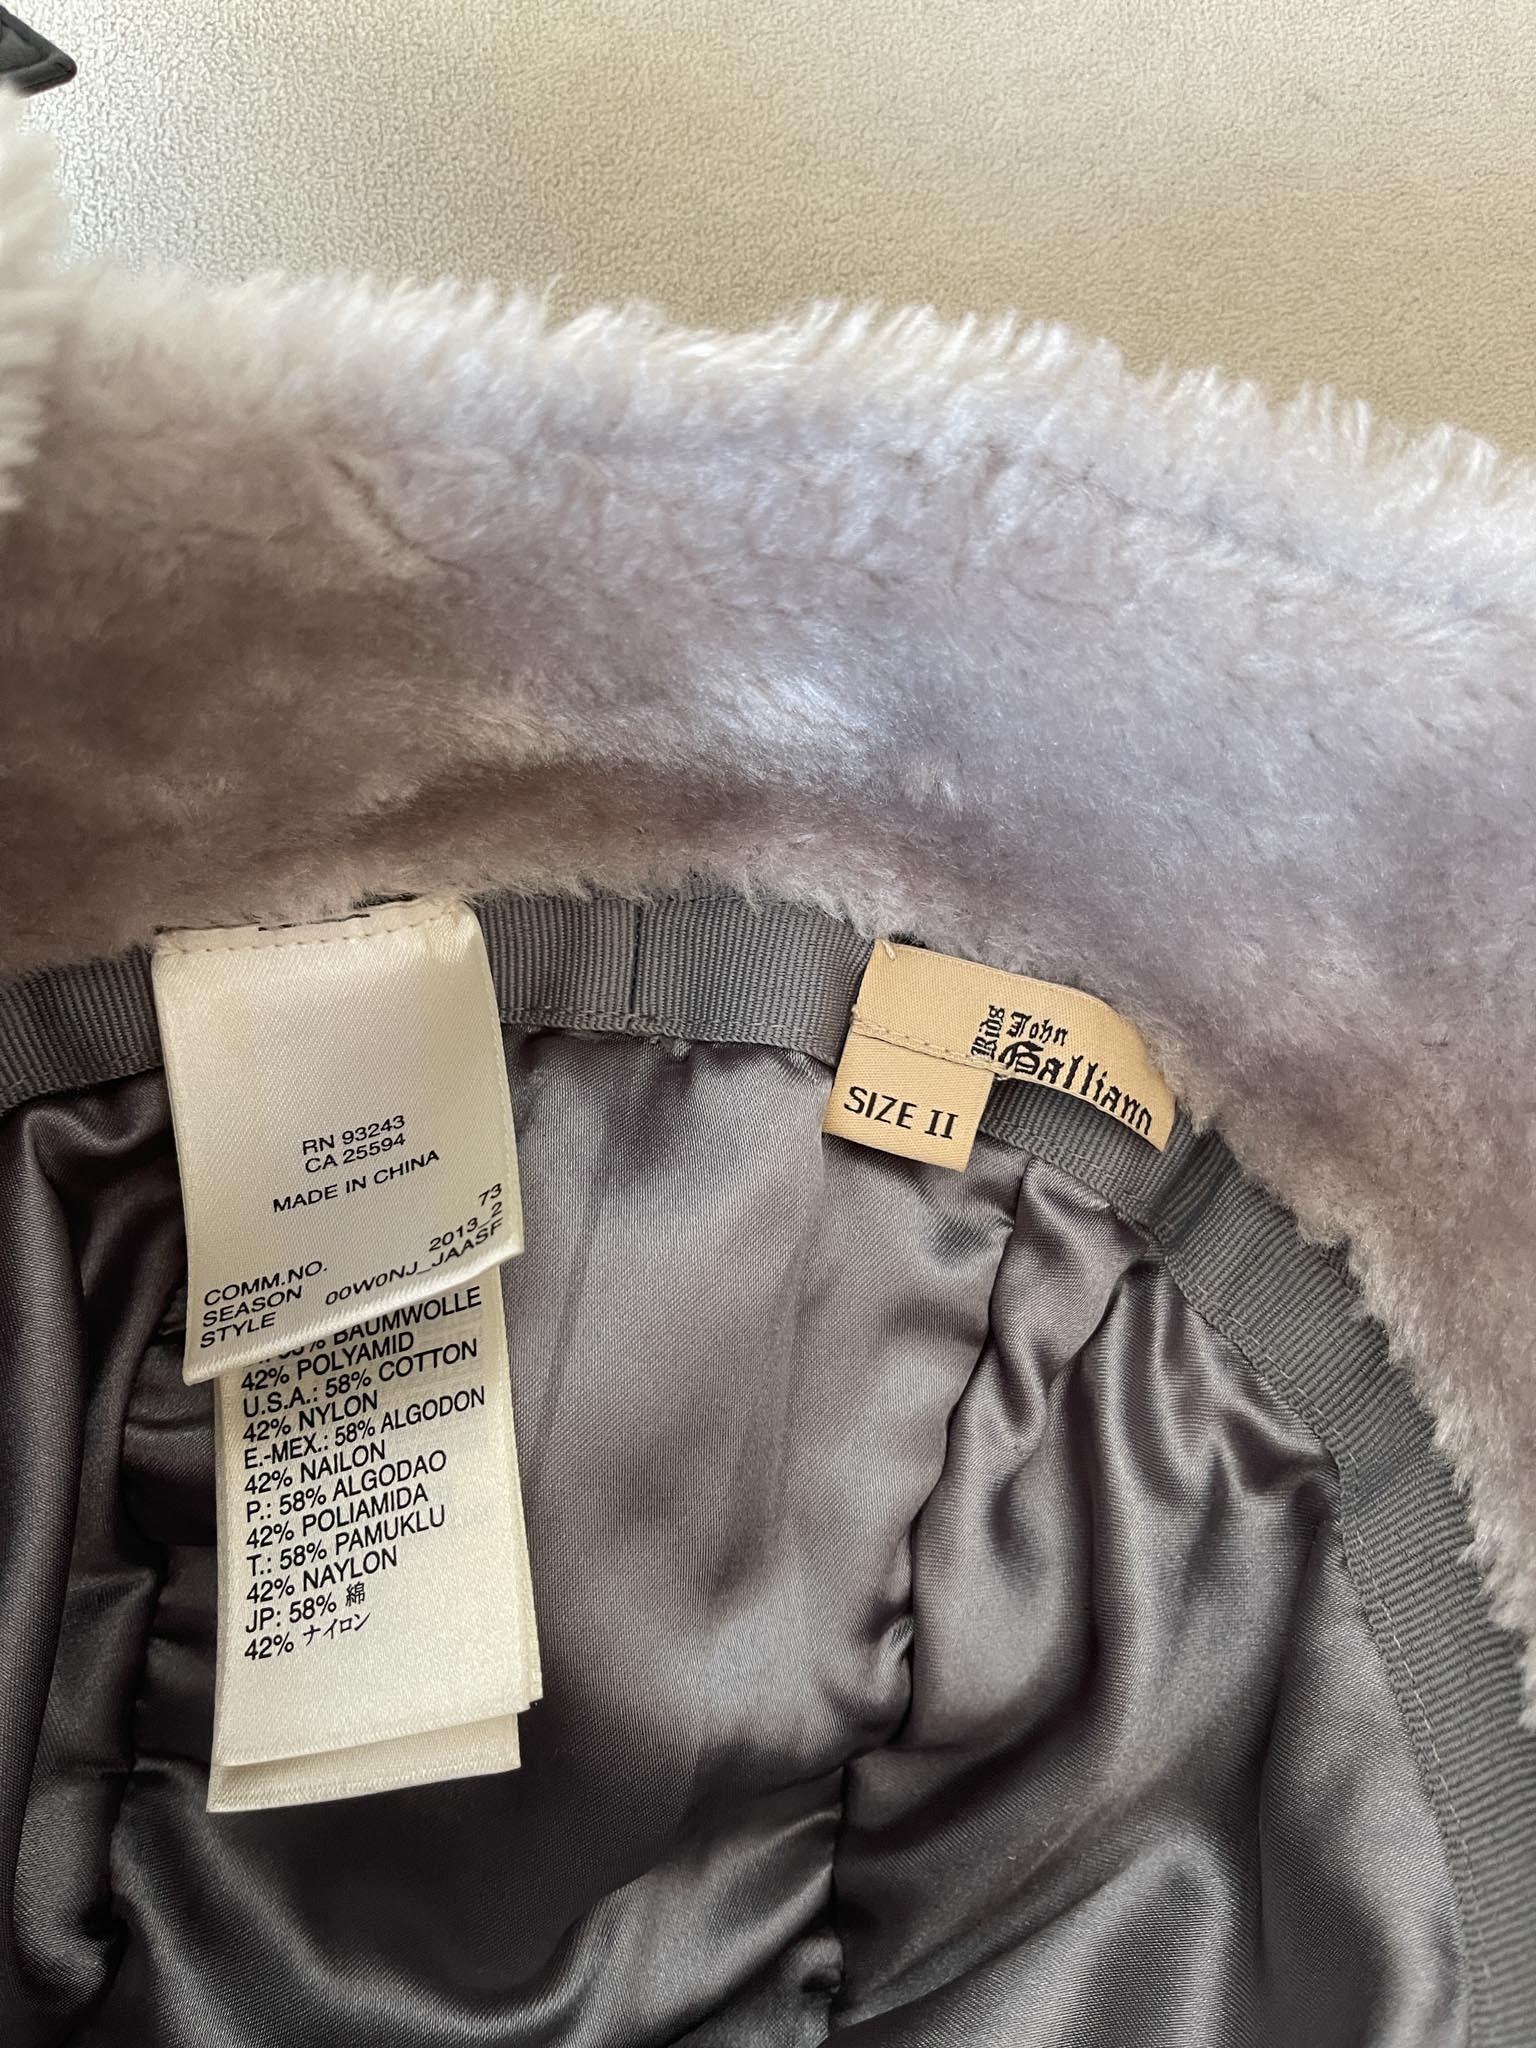 RN 93243
CA 25594
MADE IN CHINA
COMM.NO. 73
SEASON 2013_2
STYLE 00W0NJ_JAASF
BAUMWOLLE
42% POLYAMID
U.S.A.: 58% COTTON
42% NYLON
E.-MEX.: 58% ALGODON
42% NAILON
P.: 58% ALGODAO
42% POLIAMIDA
T.: 58% PAMUKLU
42% NAYLON
JP: 58% 綿
42% ナイロン
Kids
John
Galliano
SIZE II